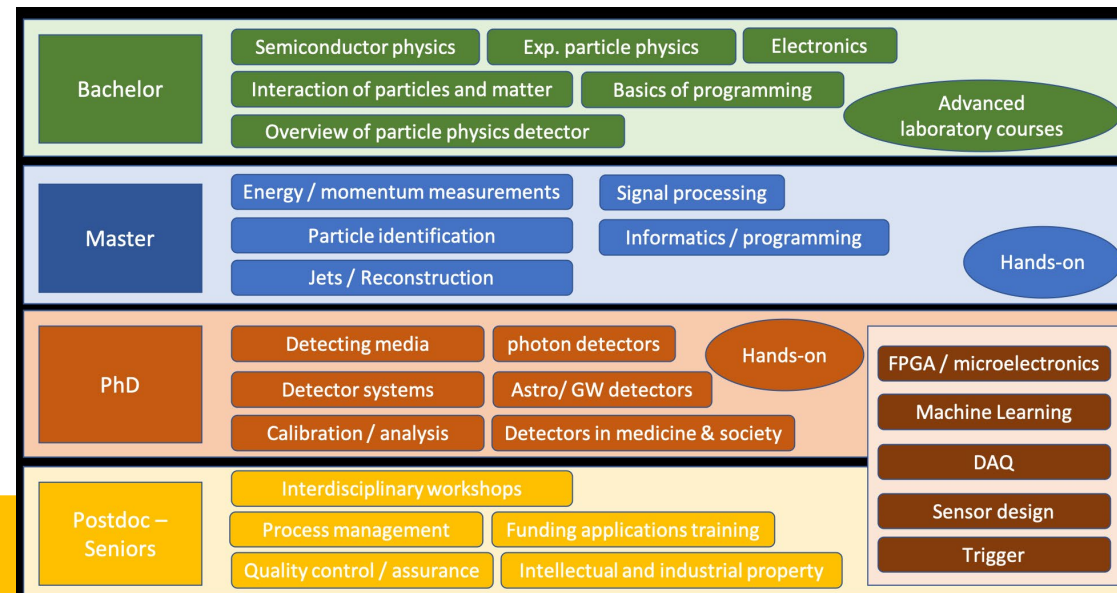 Bachelor
Semiconductor physics
Exp. particle physics
Electronics
Interaction of particles and matter
Basics of programming
Overview of particle physics detector
Advanced
laboratory courses
Master
Energy / momentum measurements
Signal processing
Particle identification
Informatics / programming
Jets / Reconstruction
Hands-on
PhD
Detecting media
photon detectors
Hands-on
Detector systems
Astro/ GW detectors
Calibration / analysis
Detectors in medicine & society
FPGA / microelectronics
Machine Learning
DAQ
Sensor design
Trigger
Postdoc –
Seniors
Interdisciplinary workshops
Process management
Funding applications training
Quality control / assurance
Intellectual and industrial property